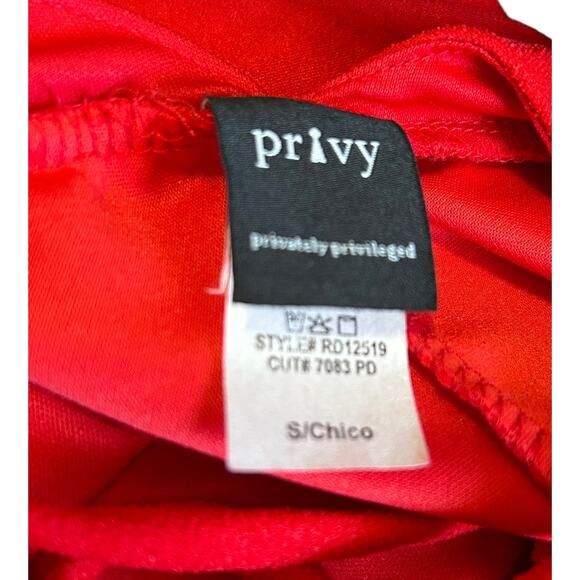 privy
privately privileged
STYLE# RD12519
CUT# 7083 PD
S/Chico